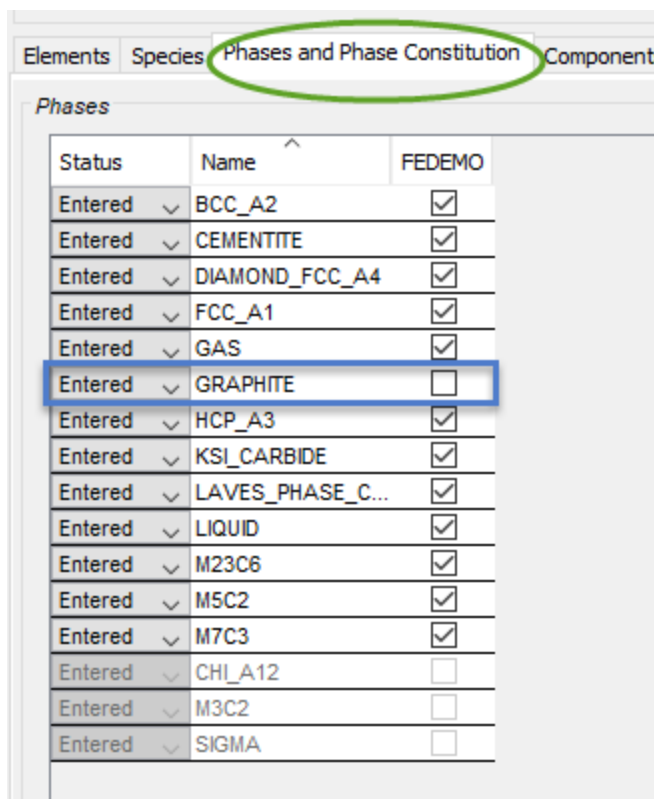 Elements Species Phases and Phase Constitution Component
Phases
Status Name FEDEMO
Entered BCC_A2
Entered CEMENTITE
Entered DIAMOND_FCC_A4
Entered FCC_A1
Entered GAS
Entered GRAPHITE
Entered HCP_A3
Entered KSI_CARBIDE
Entered LAVES_PHASE_C...
Entered LIQUID
Entered M23C6
Entered M5C2
Entered M7C3
Entered CHI_A12
Entered M3C2
Entered SIGMA